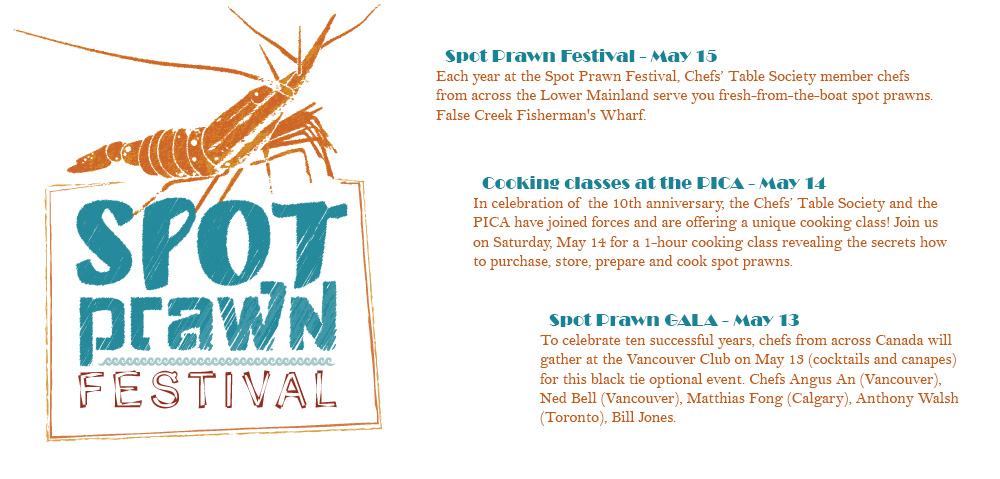 SPOT
prawn
FESTIVAL
Spot Prawn Festival - May 15
Each year at the Spot Prawn Festival, Chefs' Table Society member chefs
from across the Lower Mainland serve you fresh-from-the-boat spot prawns.
False Creek Fisherman's Wharf.
Cooking classes at the PICA - May 14
In celebration of  the 10th anniversary, the Chefs' Table Society and the
PICA have joined forces and are offering a unique cooking class! Join us
on Saturday, May 14 for a 1-hour cooking class revealing the secrets how
to purchase, store, prepare and cook spot prawns.
Spot Prawn GALA - May 13
To celebrate ten successful years, chefs from across Canada will
gather at the Vancouver Club on May 13 (cocktails and canapes)
for this black tie optional event. Chefs Angus An (Vancouver),
Ned Bell (Vancouver), Matthias Fong (Calgary), Anthony Walsh
(Toronto), Bill Jones.